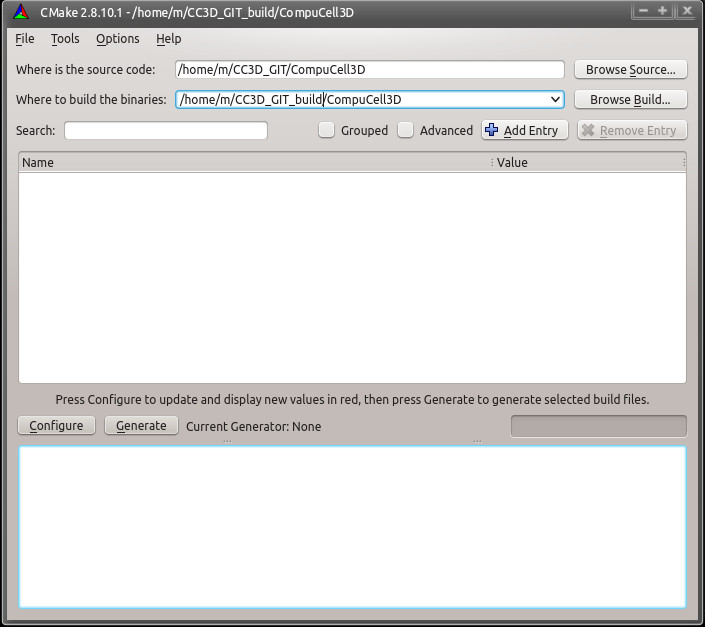 CMake 2.8.10.1 - /home/m/CC3D_GIT_build/CompuCell3D
File Tools Options Help
Where is the source code: /home/m/CC3D_GIT/CompuCell3D Browse Source...
Where to build the binaries: /home/m/CC3D_GIT_build/CompuCell3D Browse Build...
Search: Grouped Advanced Add Entry Remove Entry
Name Value
Press Configure to update and display new values in red, then press Generate to generate selected build files.
Configure Generate Current Generator: None